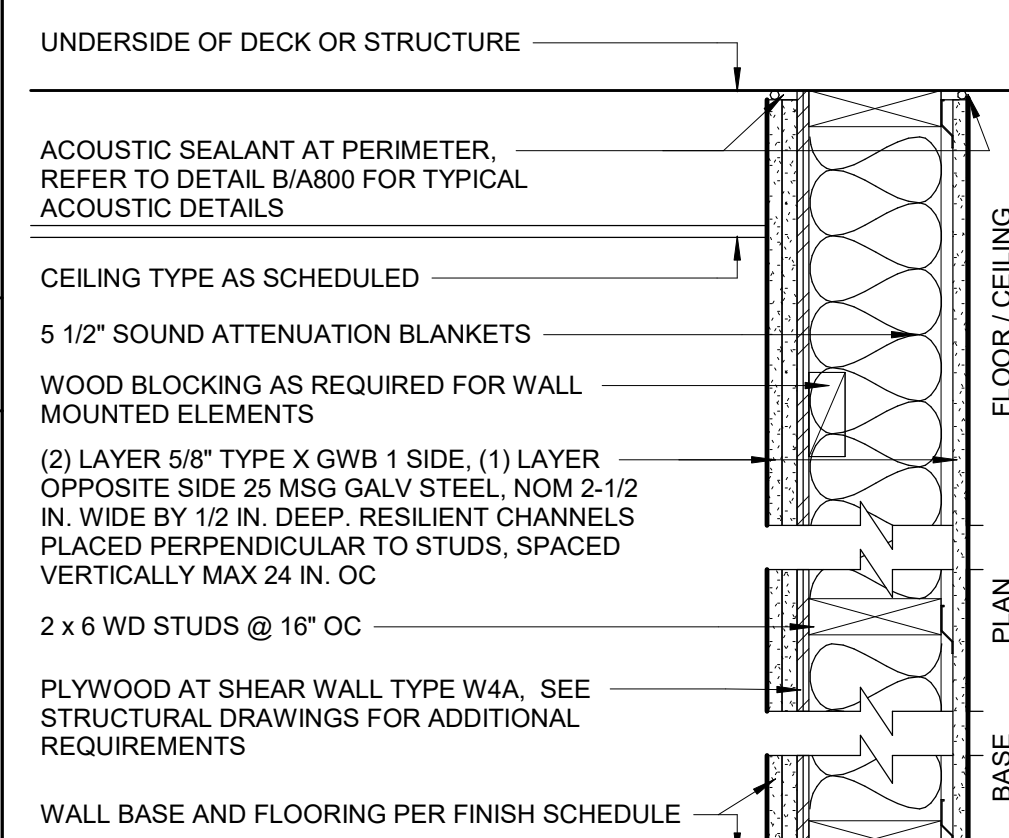 UNDERSIDE OF DECK OR STRUCTURE
ACOUSTIC SEALANT AT PERIMETER,
REFER TO DETAIL B/A800 FOR TYPICAL
ACOUSTIC DETAILS
CEILING TYPE AS SCHEDULED
5 1/2" SOUND ATTENUATION BLANKETS
WOOD BLOCKING AS REQUIRED FOR WALL
MOUNTED ELEMENTS
(2) LAYER 5/8" TYPE X GWB 1 SIDE, (1) LAYER
OPPOSITE SIDE 25 MSG GALV STEEL, NOM 2-1/2
IN. WIDE BY 1/2 IN. DEEP. RESILIENT CHANNELS
PLACED PERPENDICULAR TO STUDS, SPACED
VERTICALLY MAX 24 IN. OC
2 x 6 WD STUDS @ 16" OC
PLYWOOD AT SHEAR WALL TYPE W4A, SEE
STRUCTURAL DRAWINGS FOR ADDITIONAL
REQUIREMENTS
WALL BASE AND FLOORING PER FINISH SCHEDULE
FLOOR / CEILING
PLAN
BASE